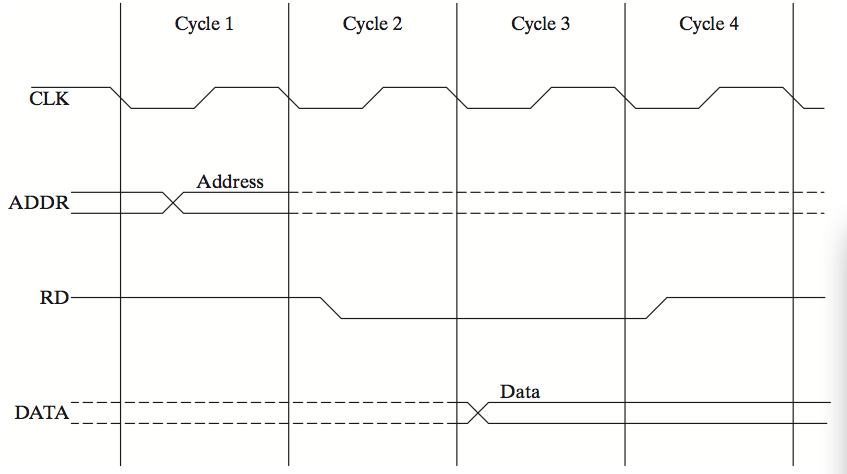 Cycle 1 Cycle 2 Cycle 3 Cycle 4
CLK
Address
ADDR
RD
Data
DATA